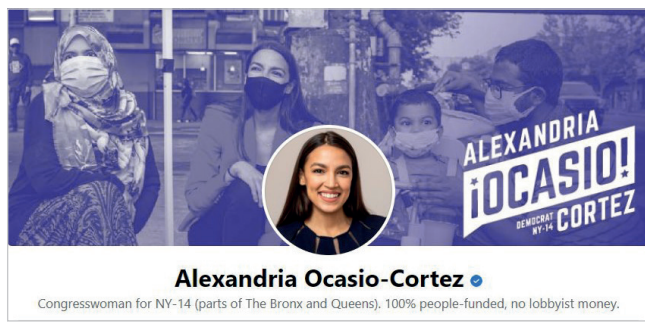 ALEXANDRIA
¡OCASIO!
DEMOCRAT
NY-14
CORTEZ
Alexandria Ocasio-Cortez
Congresswoman for NY-14 (parts of The Bronx and Queens). 100% people-funded, no lobbyist money.